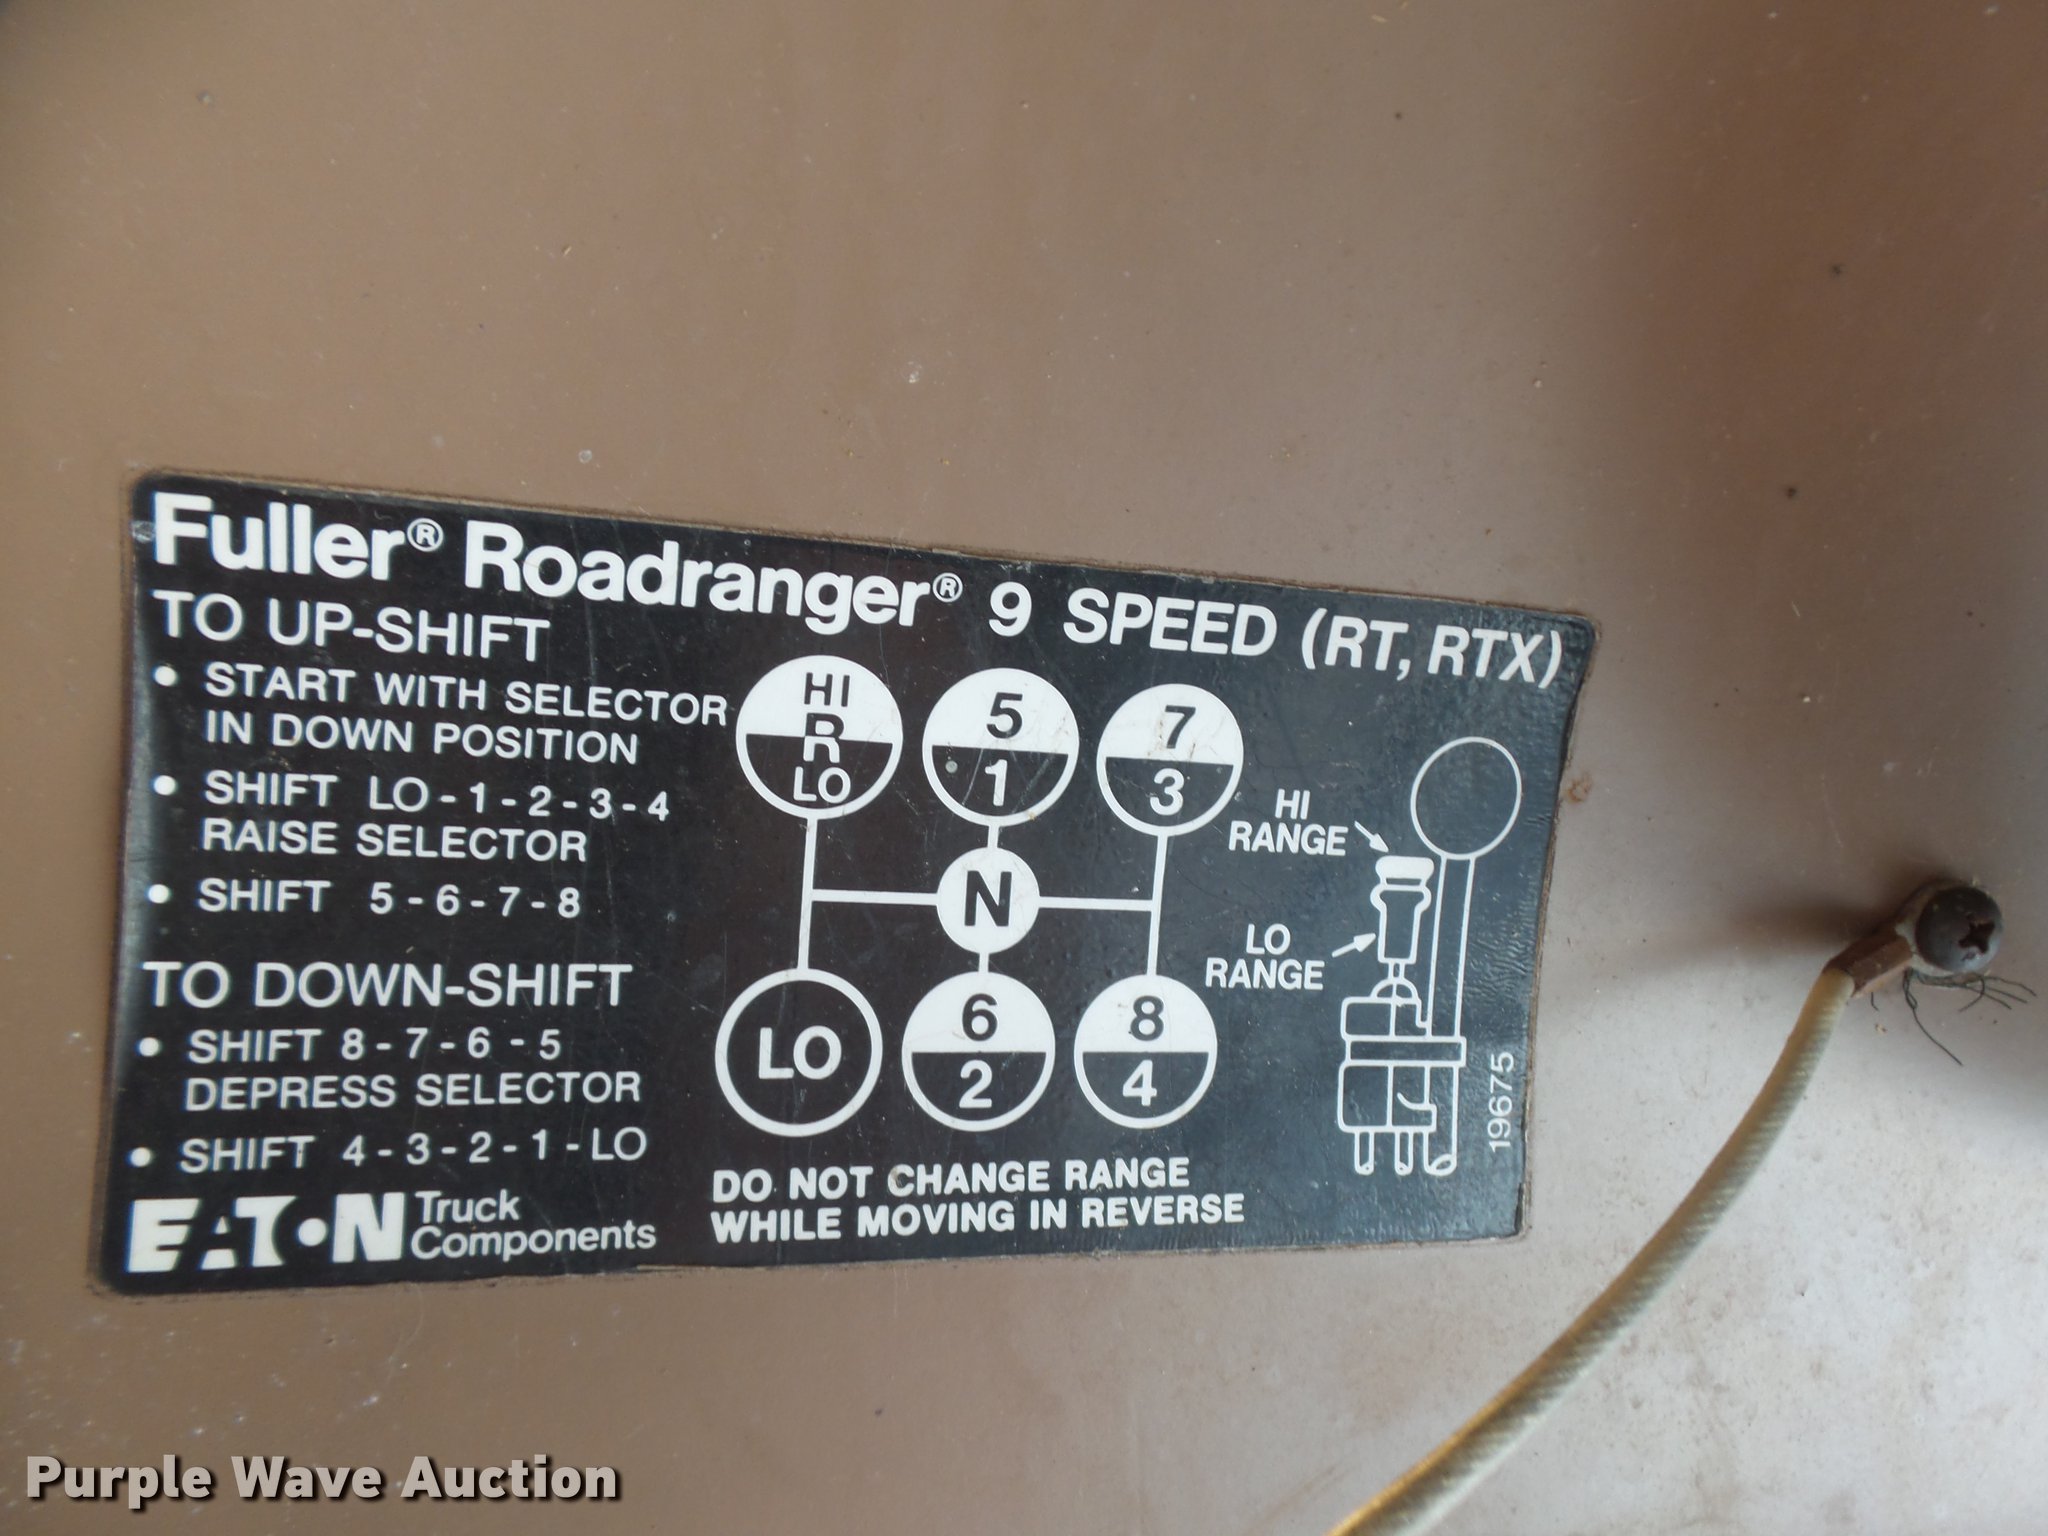 Fuller® Roadranger® 9 SPEED (RT, RTX)
TO UP-SHIFT
• START WITH SELECTOR
IN DOWN POSITION
• SHIFT LO-1-2-3-4
RAISE SELECTOR
• SHIFT 5-6-7-8
TO DOWN-SHIFT
• SHIFT 8-7-6-5
DEPRESS SELECTOR
• SHIFT 4-3-2-1-LO
EATON Truck
Components
HI
R
LO
5
1
7
3
N
LO
6
2
8
4
HI
RANGE
LO
RANGE
196675
DO NOT CHANGE RANGE
WHILE MOVING IN REVERSE
Purple Wave Auction